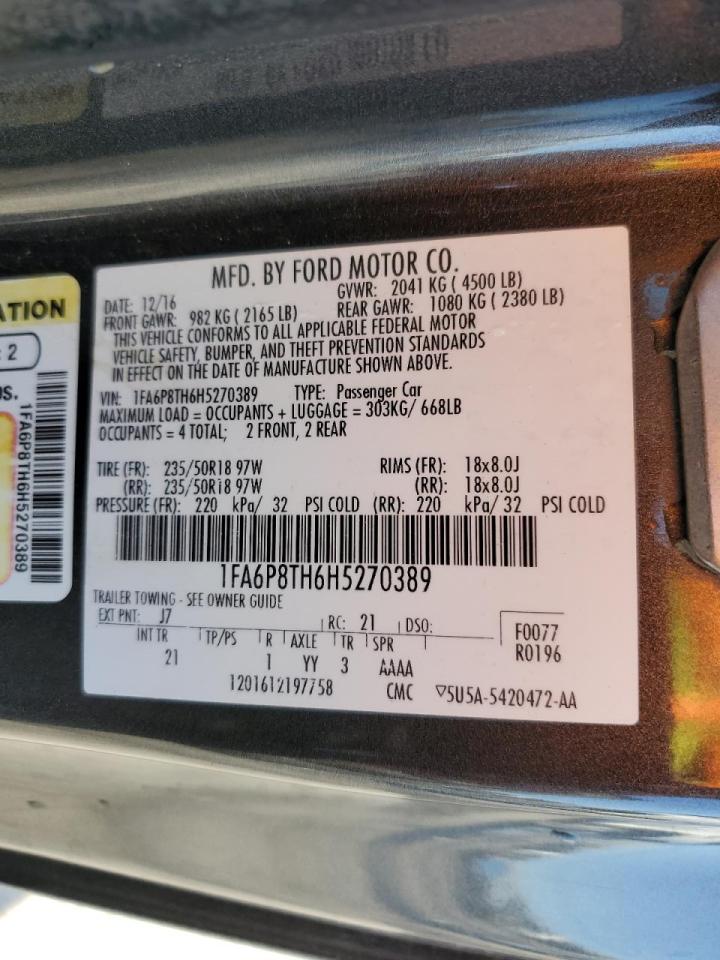 MFD. BY FORD MOTOR CO.
DATE: 12/16 GVWR: 2041 KG ( 4500 LB)
FRONT GAWR: 982 KG ( 2165 LB) REAR GAWR: 1080 KG ( 2380 LB)
THIS VEHICLE CONFORMS TO ALL APPLICABLE FEDERAL MOTOR
VEHICLE SAFETY, BUMPER, AND THEFT PREVENTION STANDARDS
IN EFFECT ON THE DATE OF MANUFACTURE SHOWN ABOVE.
VIN: 1FA6P8TH6H5270389 TYPE: Passenger Car
MAXIMUM LOAD = OCCUPANTS + LUGGAGE = 303KG/ 668LB
OCCUPANTS = 4 TOTAL; 2 FRONT, 2 REAR
TIRE (FR): 235/50R18 97W RIMS (FR): 18x8.0J
(RR): 235/50R18 97W (RR): 18x8.0J
PRESSURE (FR): 220 kPa/ 32 PSI COLD (RR): 220 kPa/ 32 PSI COLD
1FA6P8TH6H5270389
TRAILER TOWING - SEE OWNER GUIDE
EXT PNT: J7 RC: 21 DSO:
INT TR TP/PS R AXLE TR SPR F0077
21 1 YY 3 AAAA R0196
1201612197758 CMC ▽5U5A-5420472-AA
ATION
: 2
OS.
1FA6P8TH6H5270389